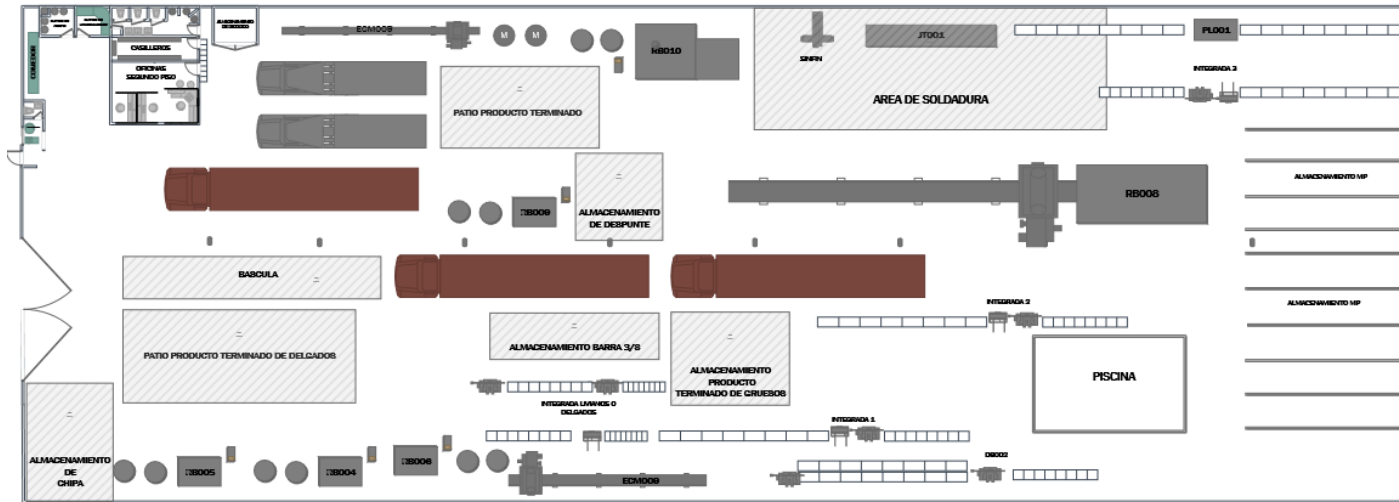 COMEDOR
CASILLEROS
OFICINAS
SEGUNDO PISO
ECM009
M
M
RB010
SINFIN
JT001
PL001
INTEGRADA 3
AREA DE SOLDADURA
PATIO PRODUCTO TERMINADO
ALMACENAMIENTO MP
RB009
ALMACENAMIENTO
DE DESPUNTE
RB008
BASCULA
INTEGRADA 2
ALMACENAMIENTO MP
PATIO PRODUCTO TERMINADO DE DELGADOS
ALMACENAMIENTO BARRA 3/8
ALMACENAMIENTO
PRODUCTO
TERMINADO DE GRUESOS
PISCINA
INTEGRADA LIVIANOS O
DELGADOS
INTEGRADA 1
ALMACENAMIENTO
DE
CHIPA
RB005
RB004
RB006
ECM009
DB002